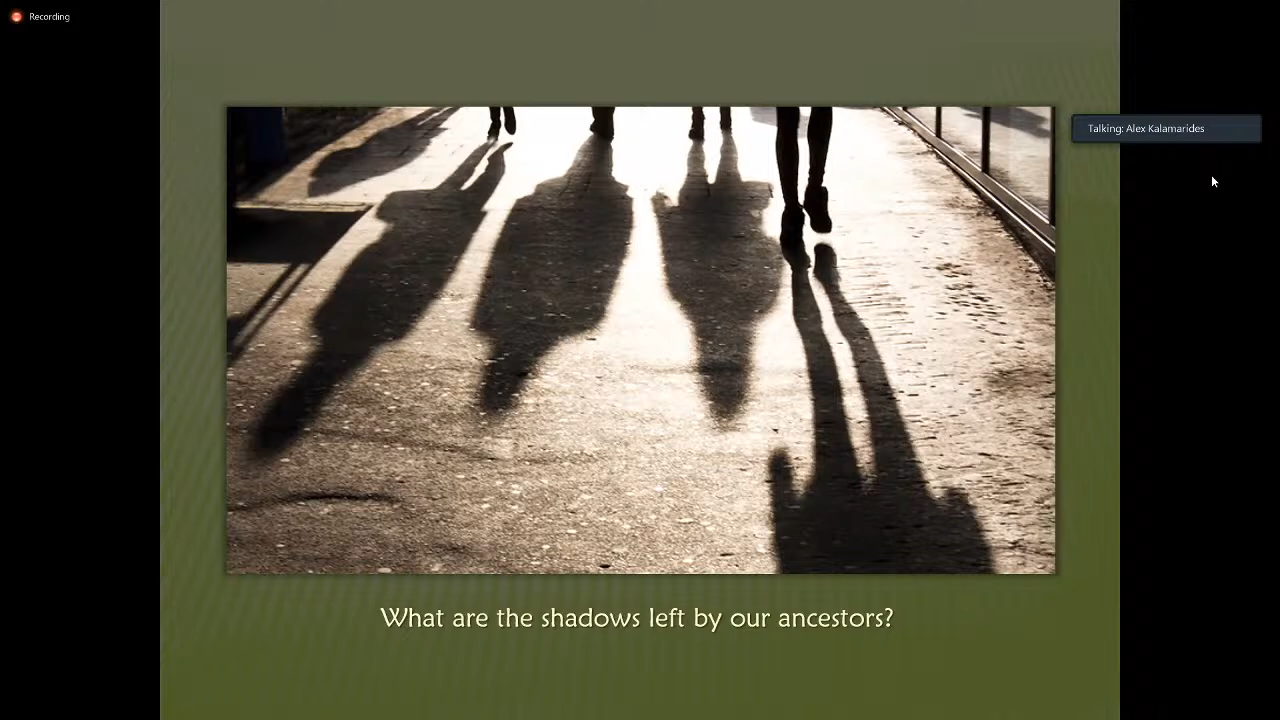 Recording
Talking: Alex Kalamarides
What are the shadows left by our ancestors?